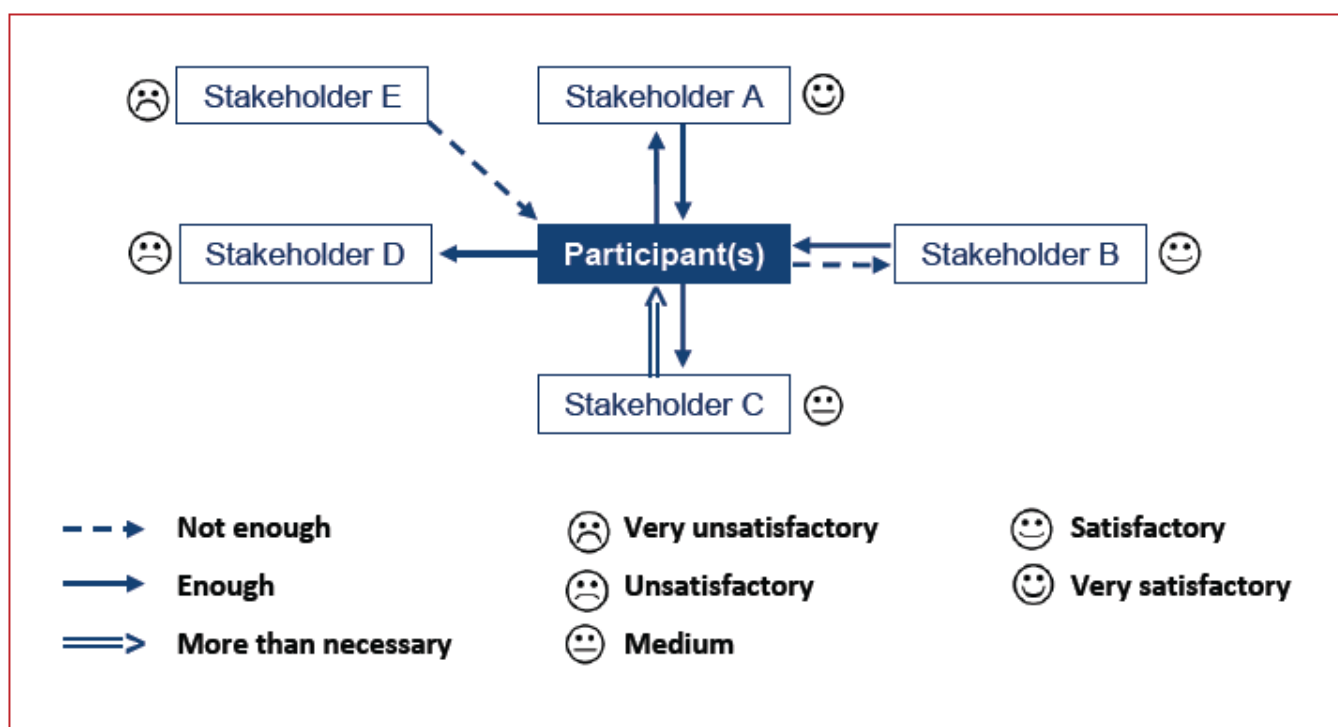 Stakeholder E
Stakeholder A
Stakeholder D
Participant(s)
Stakeholder B
Stakeholder C
Not enough
Very unsatisfactory
Satisfactory
Enough
Unsatisfactory
Very satisfactory
More than necessary
Medium